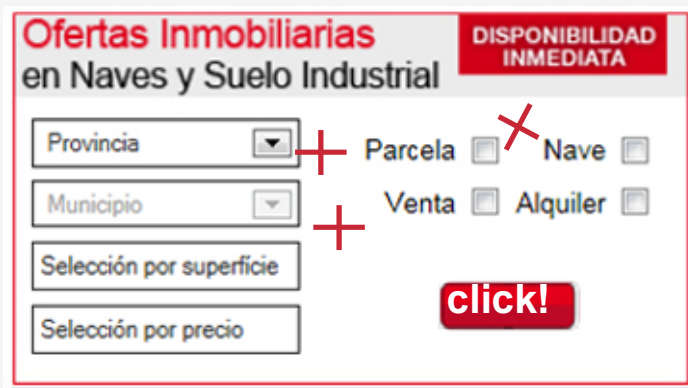 Ofertas Inmobiliarias
en Naves y Suelo Industrial
DISPONIBILIDAD
INMEDIATA
Provincia
Parcela
Nave
Municipio
Venta
Alquiler
Selección por superfície
Selección por precio
click!